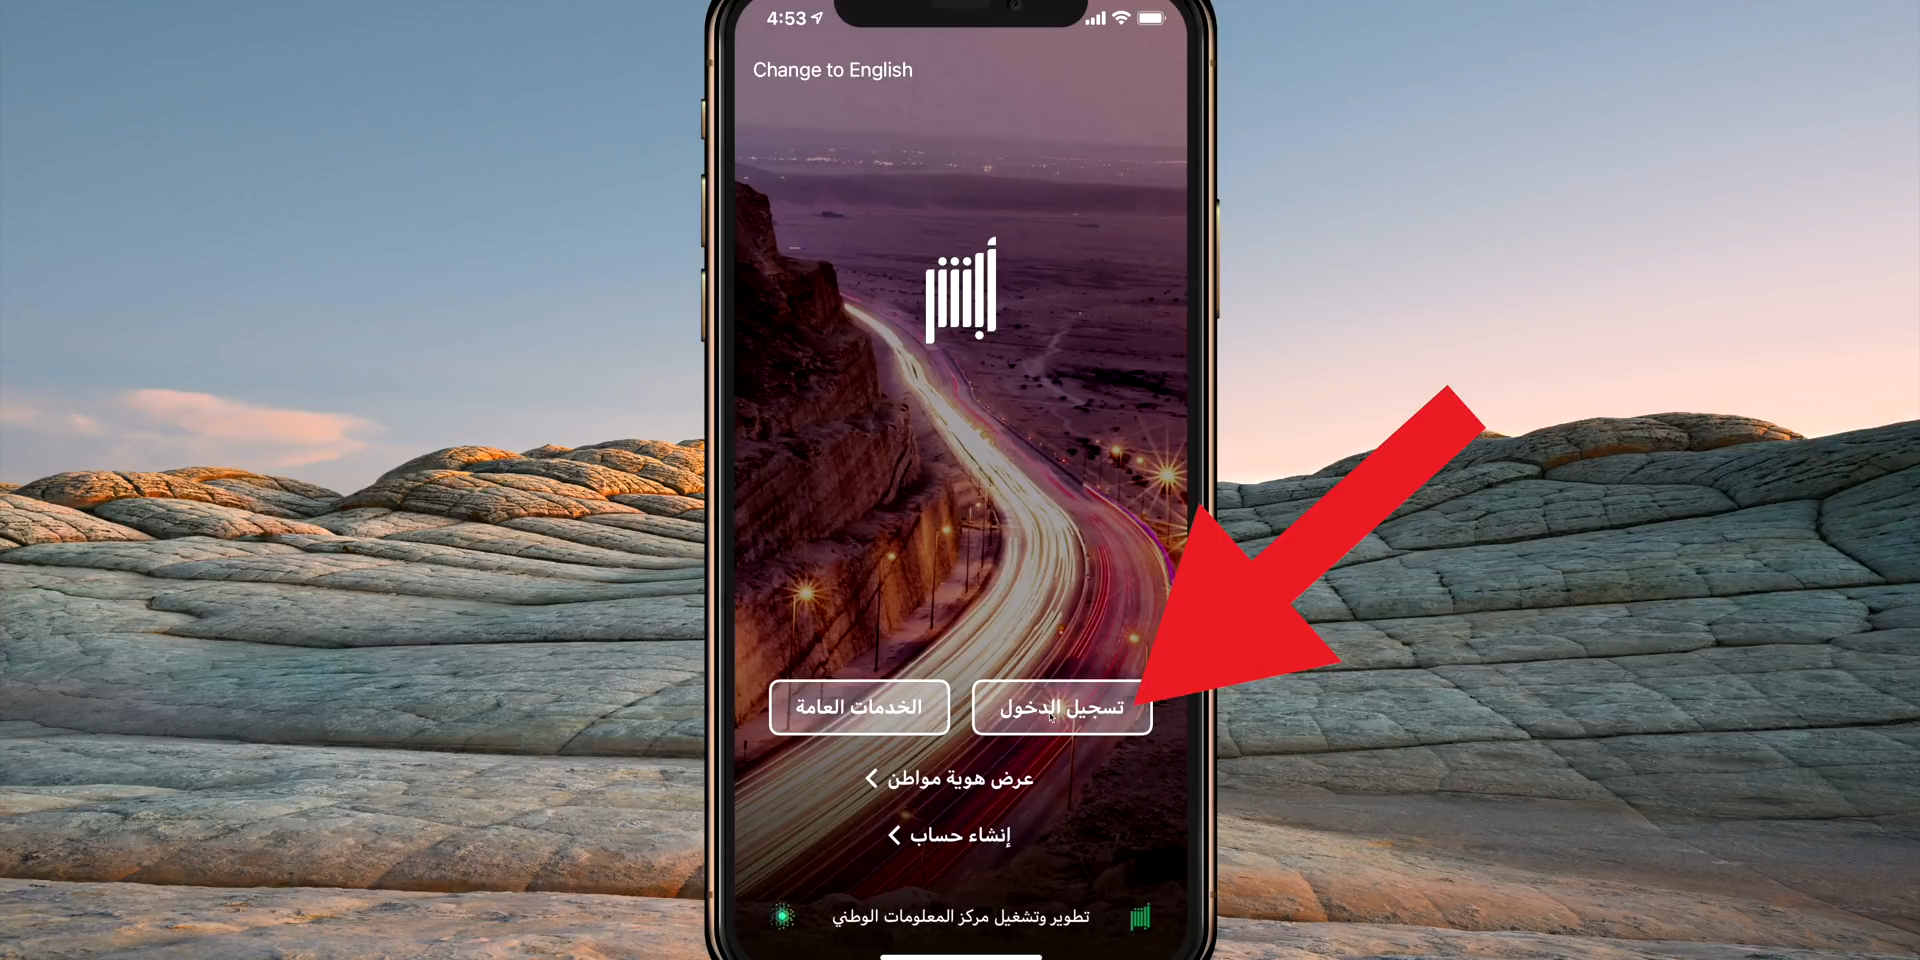 4:53
Change to English
أبشر
تسجيل الدخول
الخدمات العامة
عرض هوية مواطن
إنشاء حساب
تطوير وتشغيل مركز المعلومات الوطني